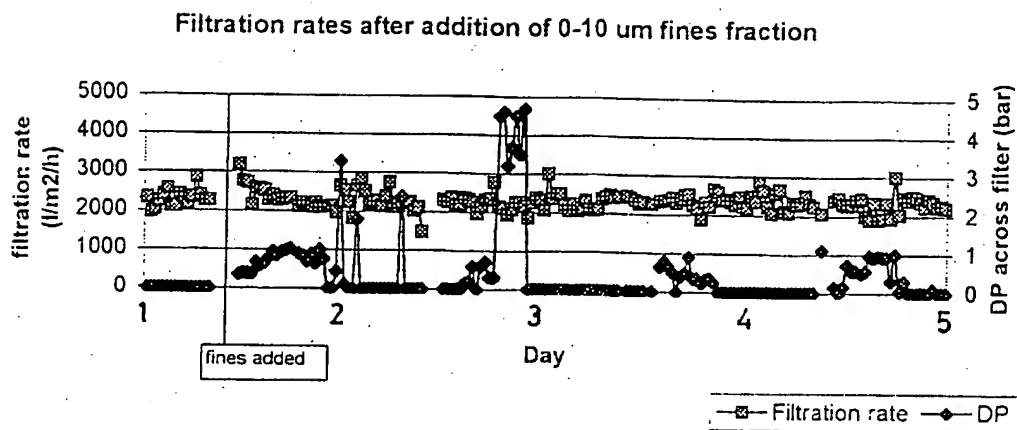 Filtration rates after addition of 0-10 um fines fraction
filtration rate
(l/m2/h)
5000
4000
3000
2000
1000
0
1
2
3
4
5
Day
fines added
5
4
3
2
1
0
DP across filter (bar)
Filtration rate
DP